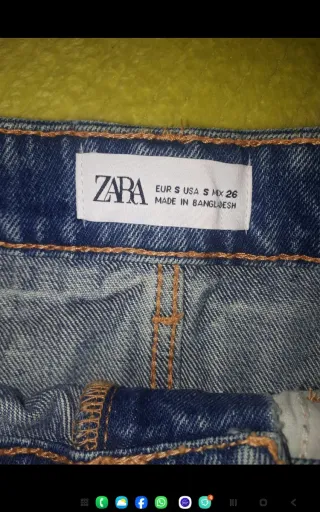 ZARA
EUR S USA S MX 26
MADE IN BANGLADESH